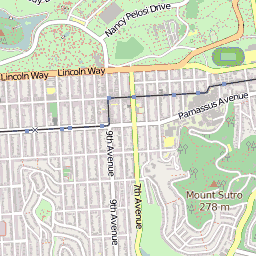 Nancy Pelosi Drive
Lincoln Way
Lincoln Way
Parnassus Avenue
9th Avenue
7th Avenue
9th Avenue
Mount Sutro
278 m